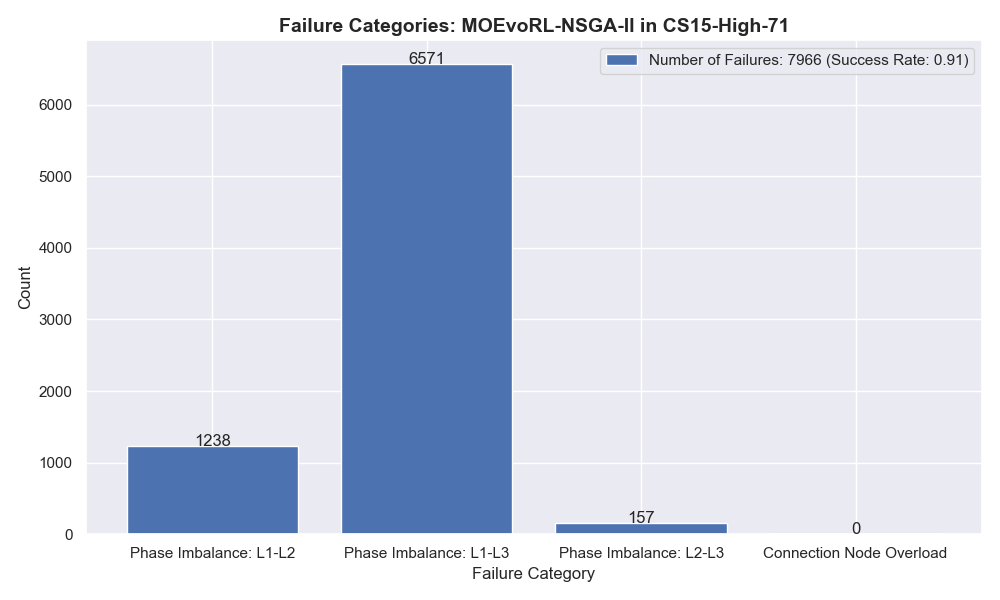 Failure Categories: MOEvoRL-NSGA-II in CS15-High-71
Number of Failures: 7966 (Success Rate: 0.91)
6571
6000
5000
4000
3000
2000
1238
1000
157
0
0
Count
Phase Imbalance: L1-L2
Phase Imbalance: L1-L3
Phase Imbalance: L2-L3
Connection Node Overload
Failure Category